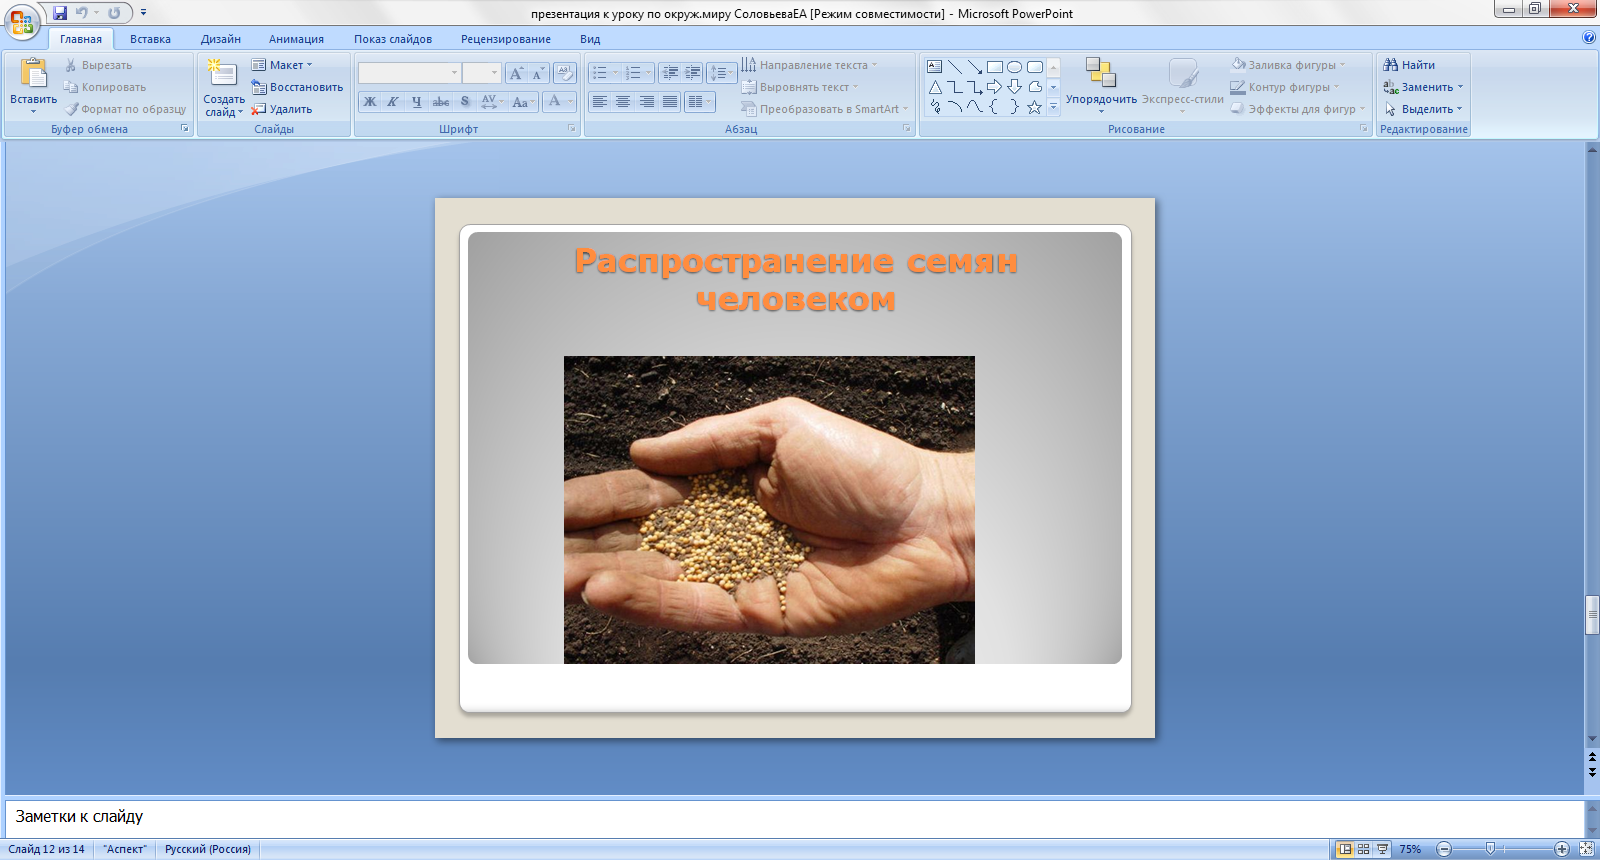 презентация к уроку по окруж.миру СоловьеваЕА [Режим совместимости] - Microsoft PowerPoint
Главная Вставка Дизайн Анимация Показ слайдов Рецензирование Вид
Вставить
Вырезать
Копировать
Формат по образцу
Буфер обмена
Создать слайд
Макет
Восстановить
Удалить
Слайды
Ж К Ч abc S AV Aa A
Шрифт
Направление текста
Выровнять текст
Преобразовать в SmartArt
Абзац
Упорядочить
Экспресс-стили
Заливка фигуры
Контур фигуры
Эффекты для фигур
Рисование
Найти
Заменить
Выделить
Редактирование
Распространение семян
человеком
Заметки к слайду
Слайд 12 из 14 "Аспект" Русский (Россия) 75%